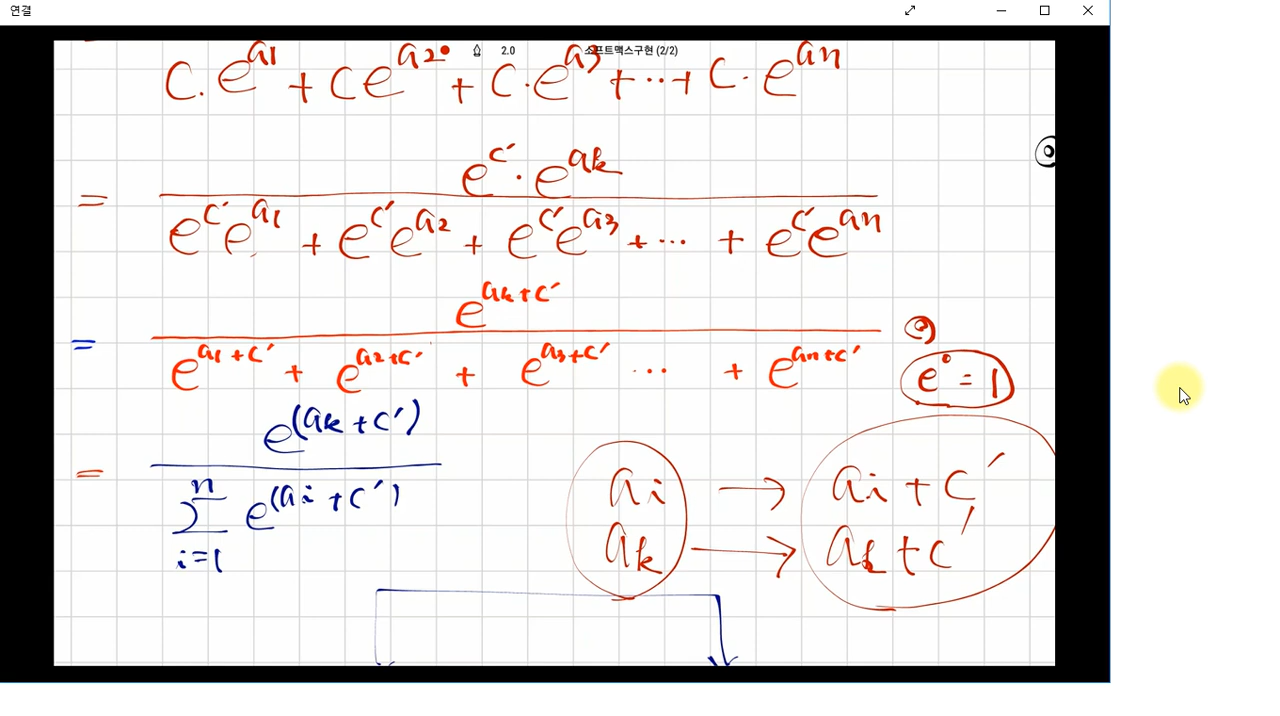 연결
2.0 소프트맥스구현 (2/2)
C·e^a1 + Ce^a2 + C·e^a3 + ··· + C·e^an
= e^C′·e^ak
e^C′e^a1 + e^C′e^a2 + e^C′e^a3 + ··· + e^C′e^an
= e^ak+C′
e^a1+C′ + e^a2+C′ + e^a3+C′ ··· + e^an+C′
e^0 = 1
= e^(ak+C′)
n
∑ e^(ai+C′)
i=1
ai → ai + C′
ak → ak + C′